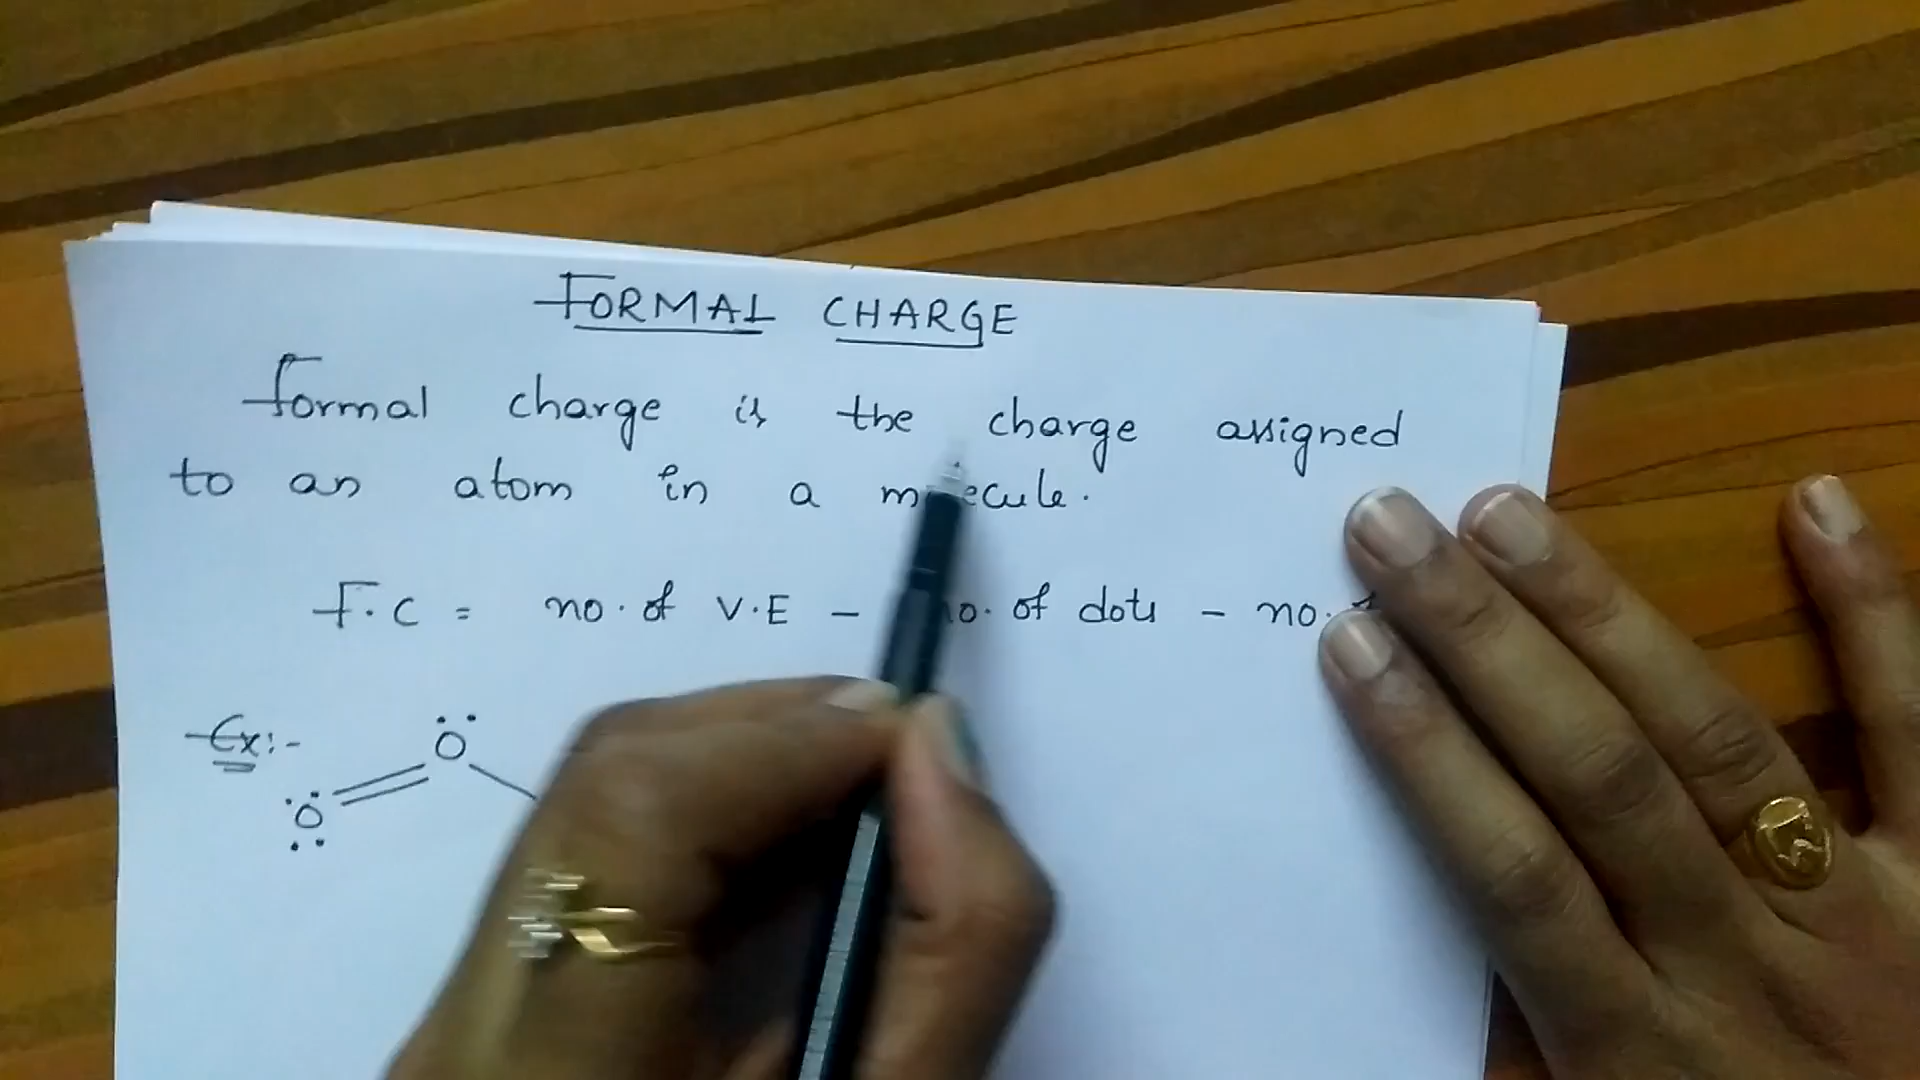 FORMAL CHARGE
Formal charge is the charge assigned
to an atom in a
F.C = no. of V.E - no. of dots - no.
Ex:-
O
O